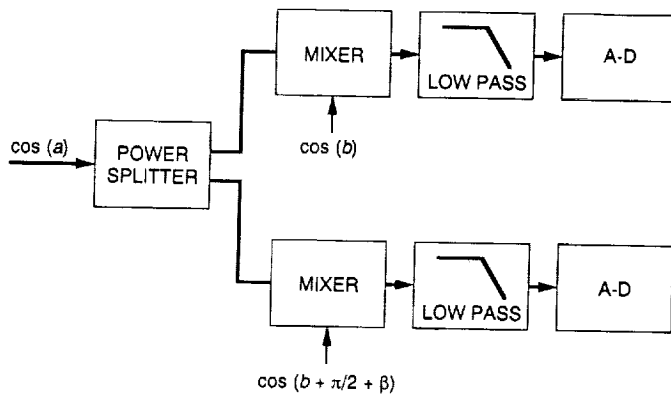 MIXER
LOW PASS
A-D
cos (a)
POWER
SPLITTER
cos (b)
MIXER
LOW PASS
A-D
cos (b + π/2 + β)